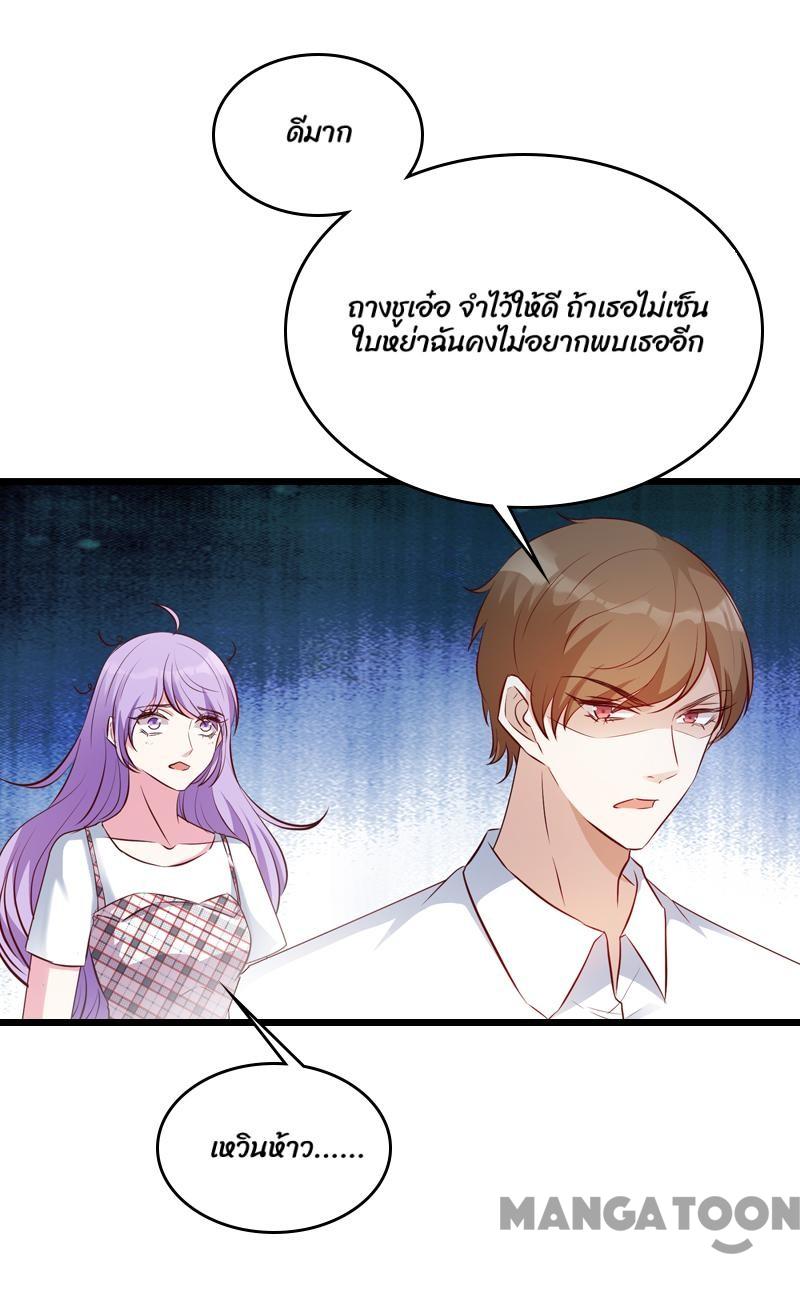 ดีมาก
ถางชูเอ๋อ จำไว้ให้ดี ถ้าเธอไม่เซ็น
ใบหย่าฉันคงไม่อยากพบเธออีก
เหวินห้าว......
MANGATOON